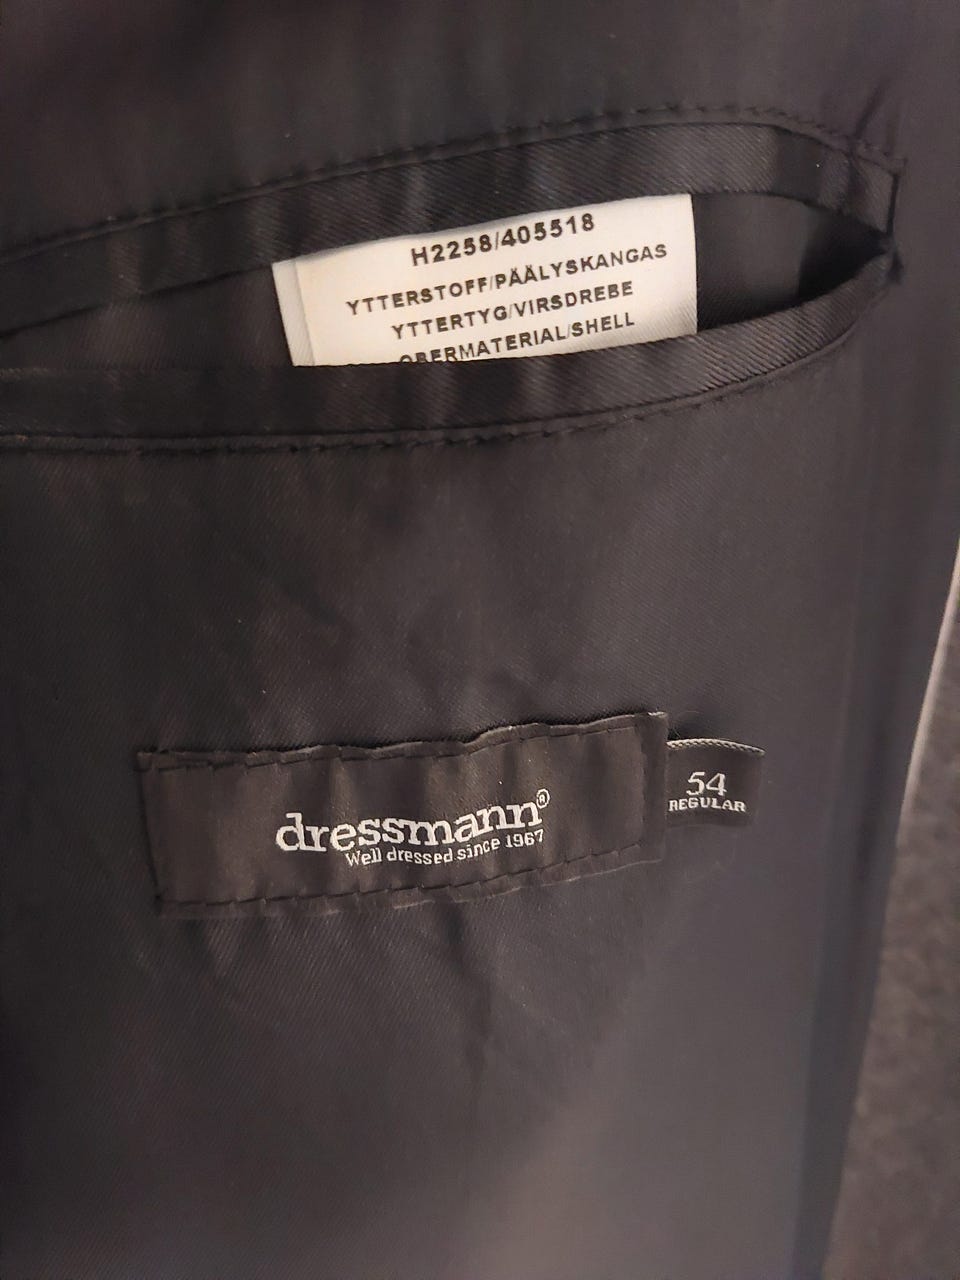 H2258/405518
YTTERSTOFF/PÄÄLYSKANGAS
YTTERTYG/VIRSDREBE
OBERMATERIAL/SHELL
dressmann®
Well dressed since 1967
54
REGULAR